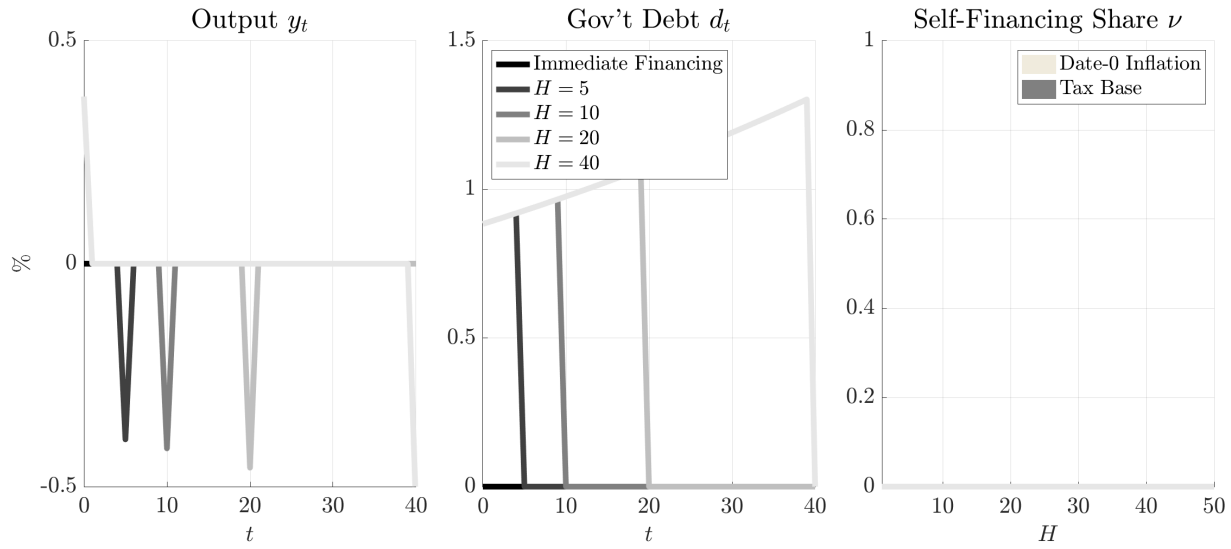 Output y_t
0.5
0
-0.5
%
0
10
20
30
40
t
Gov't Debt d_t
1.5
1
0.5
0
Immediate Financing
H = 5
H = 10
H = 20
H = 40
0
10
20
30
40
t
Self-Financing Share ν
1
0.8
0.6
0.4
0.2
0
Date-0 Inflation
Tax Base
10
20
30
40
50
H